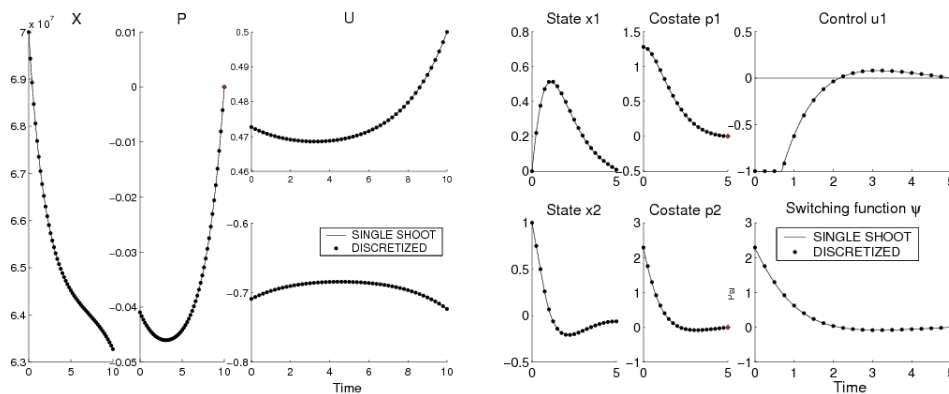 X
P
U
x 10^7
7
6.9
6.8
6.7
6.6
6.5
6.4
6.3
0 5 10
0.01
0
−0.01
−0.02
−0.03
−0.04
−0.05
0 5 10
0.5
0.49
0.48
0.47
0.46
0 2 4 6 8 10
−0.6
−0.7
−0.8
0 2 4 6 8 10
SINGLE SHOOT
DISCRETIZED
Time
State x1
Costate p1
Control u1
0.8
0.6
0.4
0.2
0
0 5
1.5
1
0.5
0
−0.5
0 5
0.5
0
−0.5
−1
0 1 2 3 4 5
State x2
Costate p2
Switching function ψ
1
0.5
0
−0.5
0 5
3
2
1
0
−1
0 5
3
2
1
0
−1
Psi
0 1 2 3 4 5
SINGLE SHOOT
DISCRETIZED
Time